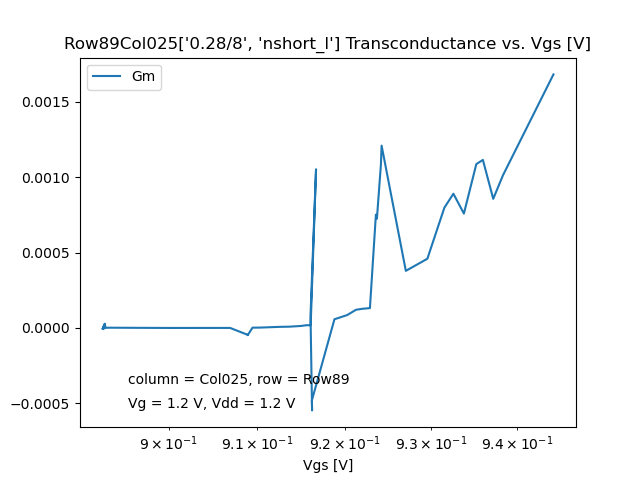 Row89Col025['0.28/8', 'nshort_l'] Transconductance vs. Vgs [V]
Gm
0.0015
0.0010
0.0005
0.0000
−0.0005
column = Col025, row = Row89
Vg = 1.2 V, Vdd = 1.2 V
9 × 10⁻¹ 9.1 × 10⁻¹ 9.2 × 10⁻¹ 9.3 × 10⁻¹ 9.4 × 10⁻¹
Vgs [V]